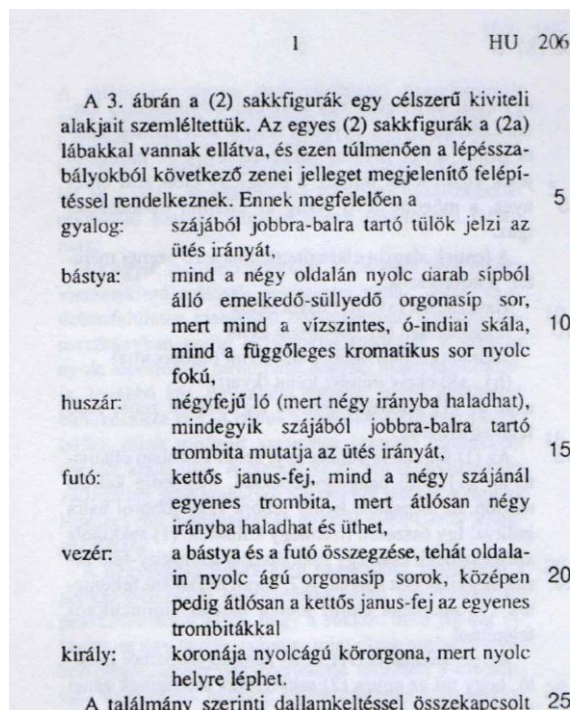 1 HU 206
A 3. ábrán a (2) sakkfigurák egy célszerű kiviteli
alakjait szemléltettük. Az egyes (2) sakkfigurák a (2a)
lábakkal vannak ellátva, és ezen túlmenően a lépéssza-
bályokból következő zenei jelleget megjelenítő felépí-
téssel rendelkeznek. Ennek megfelelően a 5
gyalog: szájából jobbra-balra tartó tülök jelzi az
ütés irányát,
bástya: mind a négy oldalán nyolc darab sípból
álló emelkedő-süllyedő orgonasíp sor,
mert mind a vízszintes, ó-indiai skála, 10
mind a függőleges kromatikus sor nyolc
fokú,
huszár: négyfejű ló (mert négy irányba haladhat),
mindegyik szájából jobbra-balra tartó
trombita mutatja az ütés irányát, 15
futó: kettős janus-fej, mind a négy szájánál
egyenes trombita, mert átlósan négy
irányba haladhat és üthet,
vezér: a bástya és a futó összegzése, tehát oldala-
in nyolc ágú orgonasíp sorok, középen 20
pedig átlósan a kettős janus-fej az egyenes
trombitákkal
király: koronája nyolcágú körorgona, mert nyolc
helyre léphet.
A találmány szerinti dallamkeltéssel összekapcsolt 25